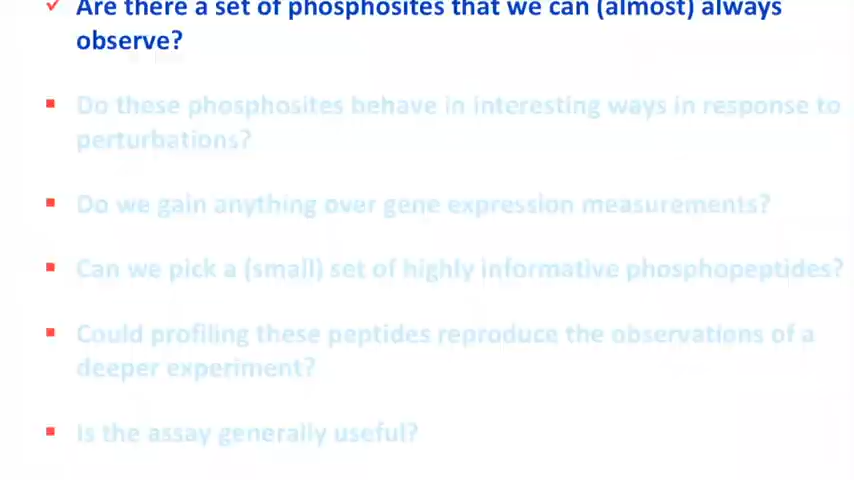 ✓ Are there a set of phosphosites that we can (almost) always
observe?
▪ Do these phosphosites behave in interesting ways in response to
perturbations?
▪ Do we gain anything over gene expression measurements?
▪ Can we pick a (small) set of highly informative phosphopeptides?
▪ Could profiling these peptides reproduce the observations of a
deeper experiment?
▪ Is the assay generally useful?